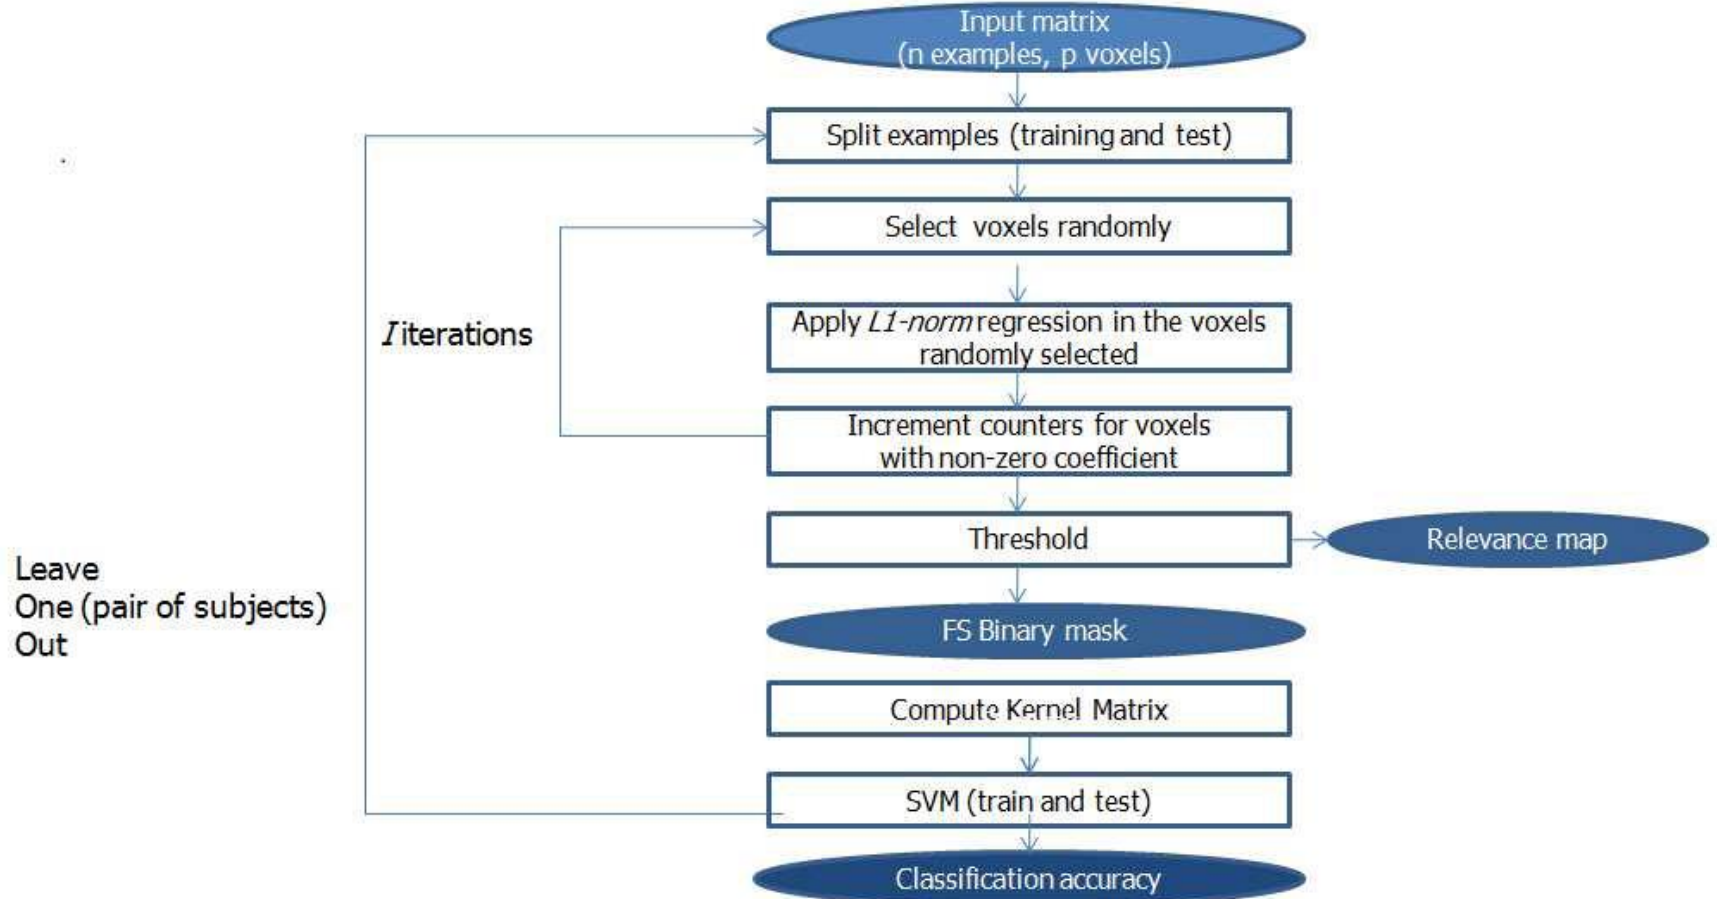 Input matrix
(n examples, p voxels)
Split examples (training and test)
Select voxels randomly
I iterations
Apply L1-norm regression in the voxels
randomly selected
Increment counters for voxels
with non-zero coefficient
Threshold
Relevance map
Leave
One (pair of subjects)
Out
FS Binary mask
Compute Kernel Matrix
SVM (train and test)
Classification accuracy